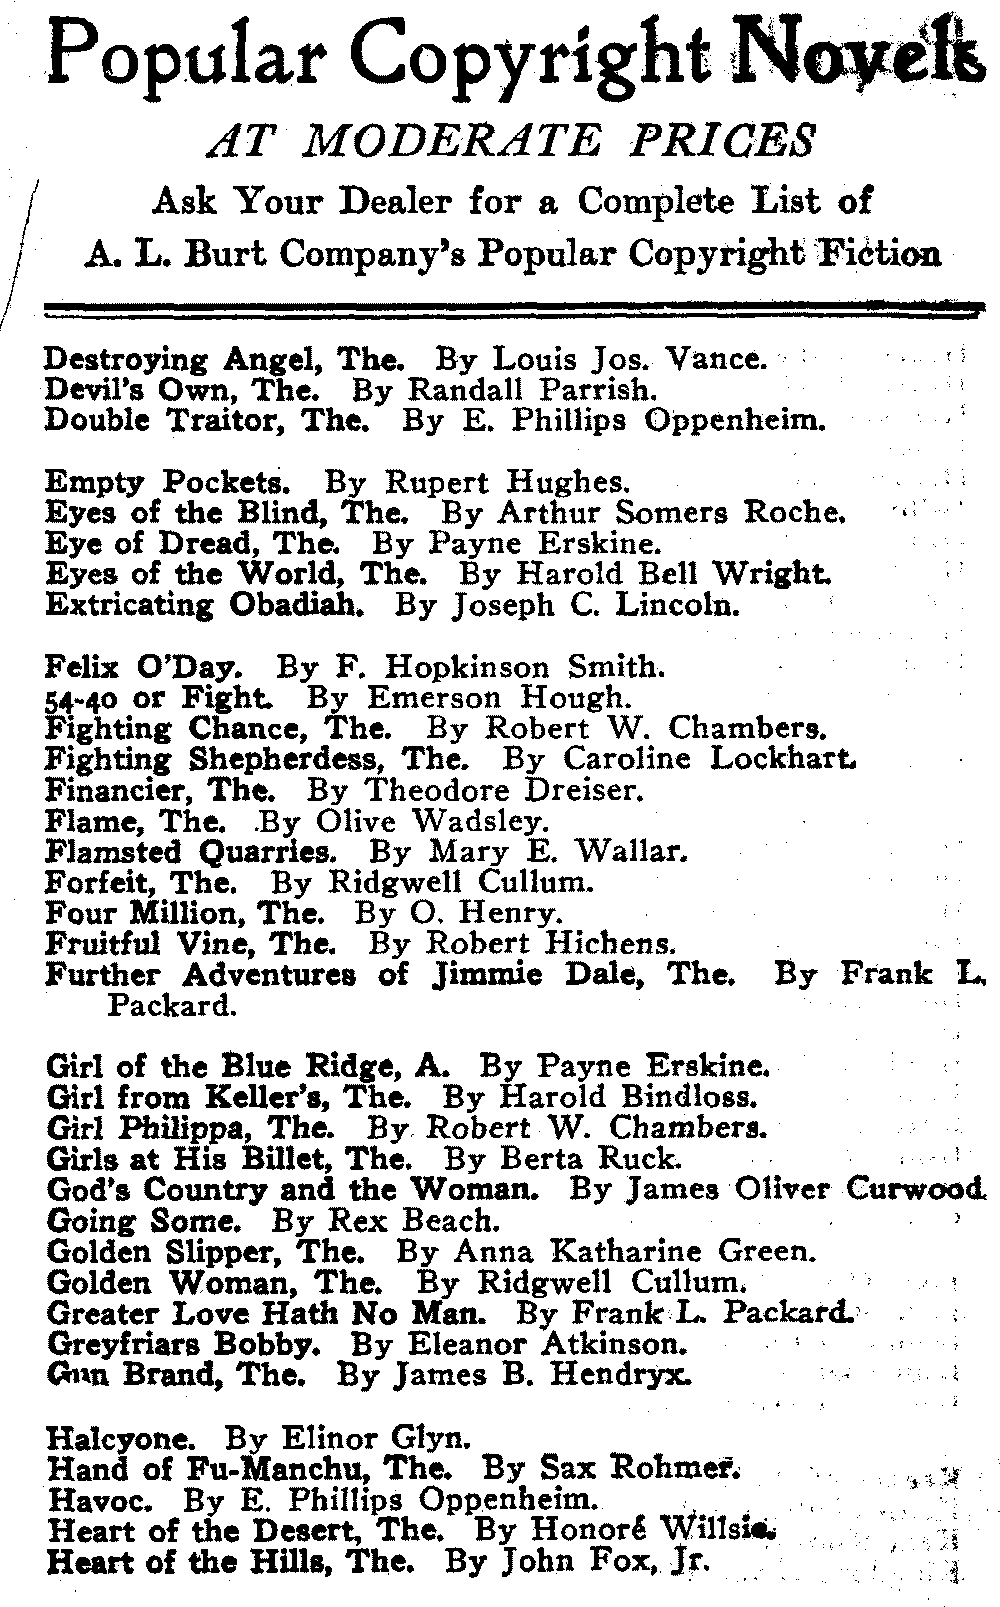 Popular Copyright Novels
AT MODERATE PRICES
Ask Your Dealer for a Complete List of
A. L. Burt Company's Popular Copyright Fiction
Destroying Angel, The. By Louis Jos. Vance.
Devil's Own, The. By Randall Parrish.
Double Traitor, The. By E. Phillips Oppenheim.
Empty Pockets. By Rupert Hughes.
Eyes of the Blind, The. By Arthur Somers Roche.
Eye of Dread, The. By Payne Erskine.
Eyes of the World, The. By Harold Bell Wright.
Extricating Obadiah. By Joseph C. Lincoln.
Felix O'Day. By F. Hopkinson Smith.
54-40 or Fight. By Emerson Hough.
Fighting Chance, The. By Robert W. Chambers.
Fighting Shepherdess, The. By Caroline Lockhart.
Financier, The. By Theodore Dreiser.
Flame, The. By Olive Wadsley.
Flamsted Quarries. By Mary E. Wallar.
Forfeit, The. By Ridgwell Cullum.
Four Million, The. By O. Henry.
Fruitful Vine, The. By Robert Hichens.
Further Adventures of Jimmie Dale, The. By Frank L.
Packard.
Girl of the Blue Ridge, A. By Payne Erskine.
Girl from Keller's, The. By Harold Bindloss.
Girl Philippa, The. By Robert W. Chambers.
Girls at His Billet, The. By Berta Ruck.
God's Country and the Woman. By James Oliver Curwood
Going Some. By Rex Beach.
Golden Slipper, The. By Anna Katharine Green.
Golden Woman, The. By Ridgwell Cullum.
Greater Love Hath No Man. By Frank L. Packard.
Greyfriars Bobby. By Eleanor Atkinson.
Gun Brand, The. By James B. Hendryx.
Halcyone. By Elinor Glyn.
Hand of Fu-Manchu, The. By Sax Rohmer.
Havoc. By E. Phillips Oppenheim.
Heart of the Desert, The. By Honoré Willsie.
Heart of the Hills, The. By John Fox, Jr.